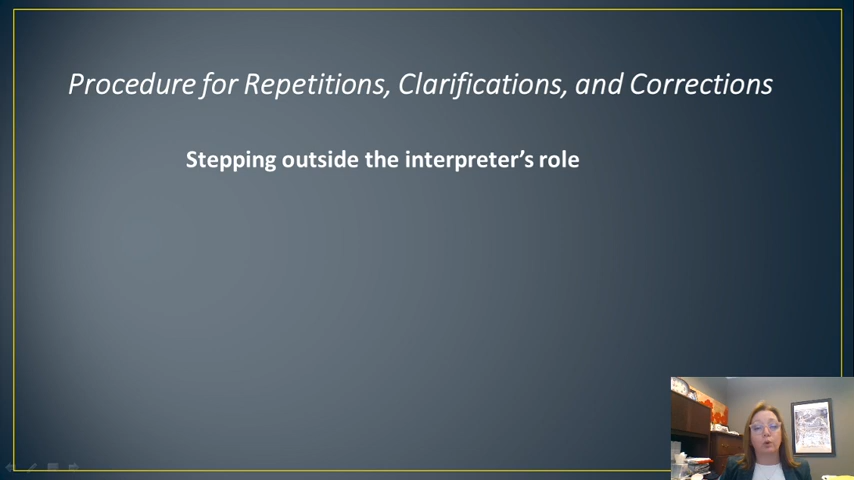 Procedure for Repetitions, Clarifications, and Corrections
Stepping outside the interpreter's role